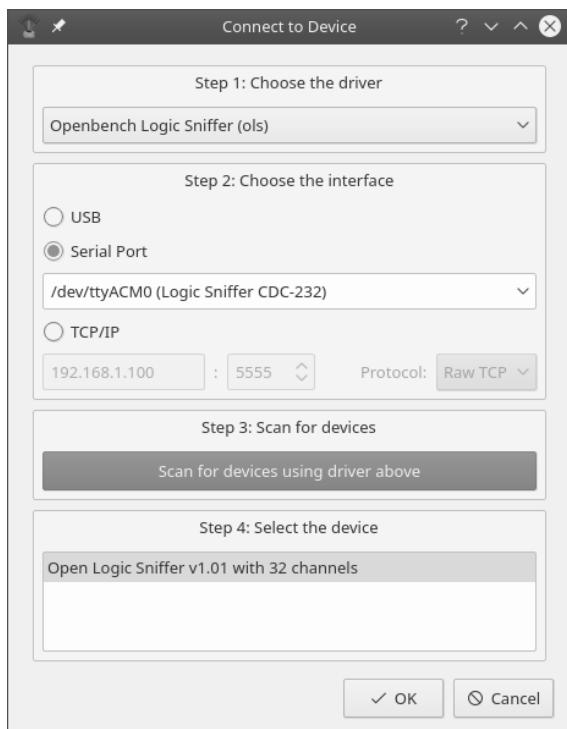 Connect to Device
Step 1: Choose the driver
Openbench Logic Sniffer (ols)
Step 2: Choose the interface
USB
Serial Port
/dev/ttyACM0 (Logic Sniffer CDC-232)
TCP/IP
192.168.1.100 : 5555 Protocol: Raw TCP
Step 3: Scan for devices
Scan for devices using driver above
Step 4: Select the device
Open Logic Sniffer v1.01 with 32 channels
OK Cancel